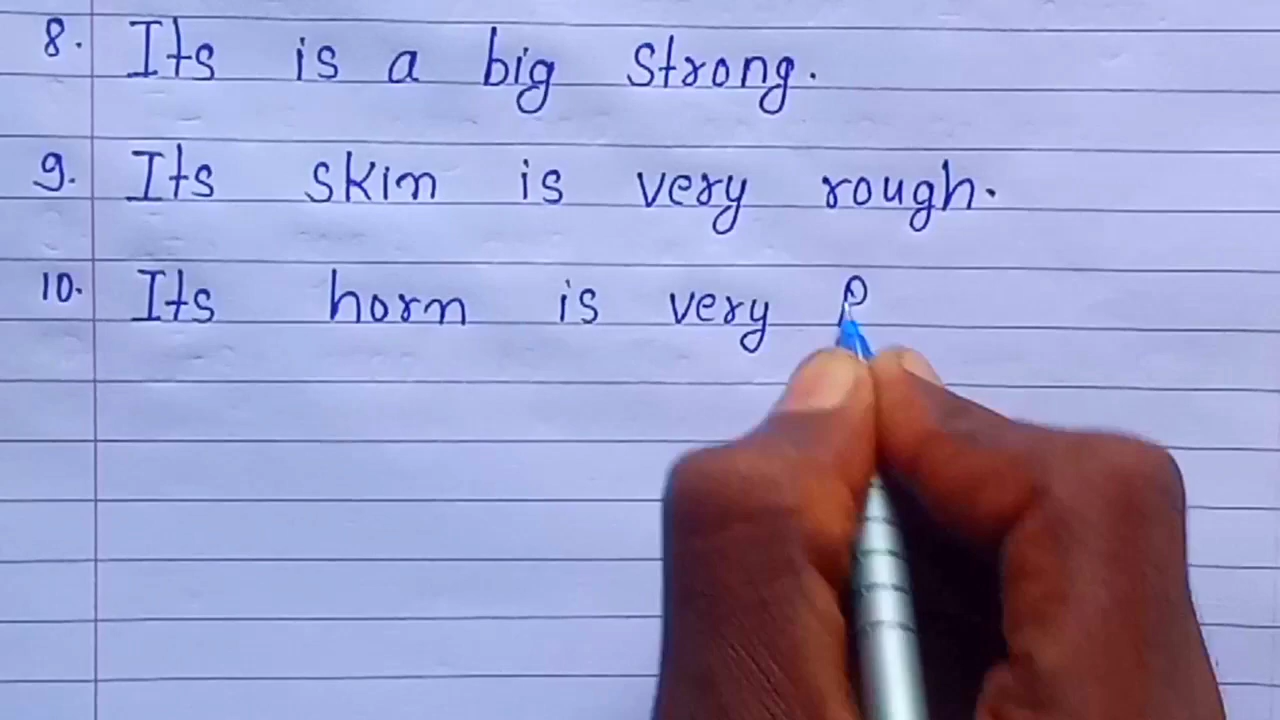 8. Its is a big strong.
9. Its skin is very rough.
10. Its horn is very